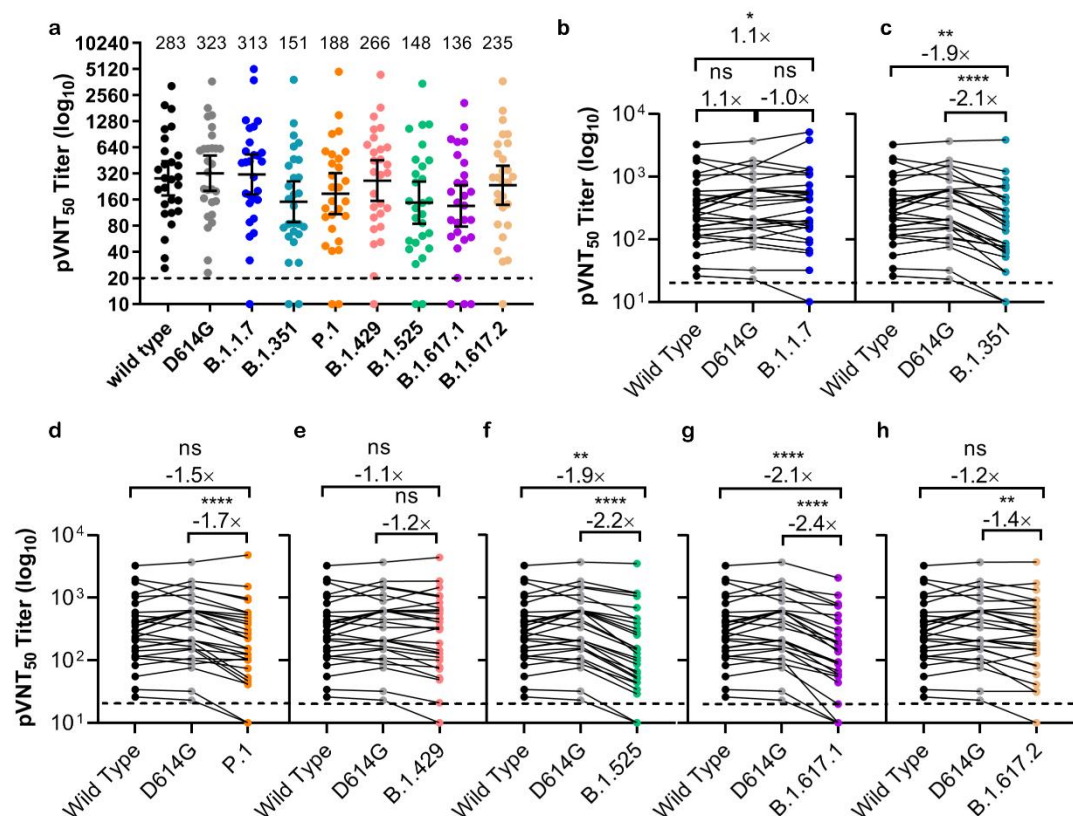 a
283 323 313 151 188 266 148 136 235
pVNT50 Titer (log10)
10240
5120
2560
1280
640
320
160
80
40
20
10
wild type D614G B.1.1.7 B.1.351 P.1 B.1.429 B.1.525 B.1.617.1 B.1.617.2
b
*
1.1×
ns ns
1.1× -1.0×
c
**
-1.9×
****
-2.1×
pVNT50 Titer (log10)
10^4
10^3
10^2
10^1
Wild Type D614G B.1.1.7
Wild Type D614G B.1.351
d
ns
-1.5×
****
-1.7×
e
ns
-1.1×
ns
-1.2×
f
**
-1.9×
****
-2.2×
g
****
-2.1×
****
-2.4×
h
ns
-1.2×
**
-1.4×
pVNT50 Titer (log10)
10^4
10^3
10^2
10^1
Wild Type D614G P.1
Wild Type D614G B.1.429
Wild Type D614G B.1.525
Wild Type D614G B.1.617.1
Wild Type D614G B.1.617.2